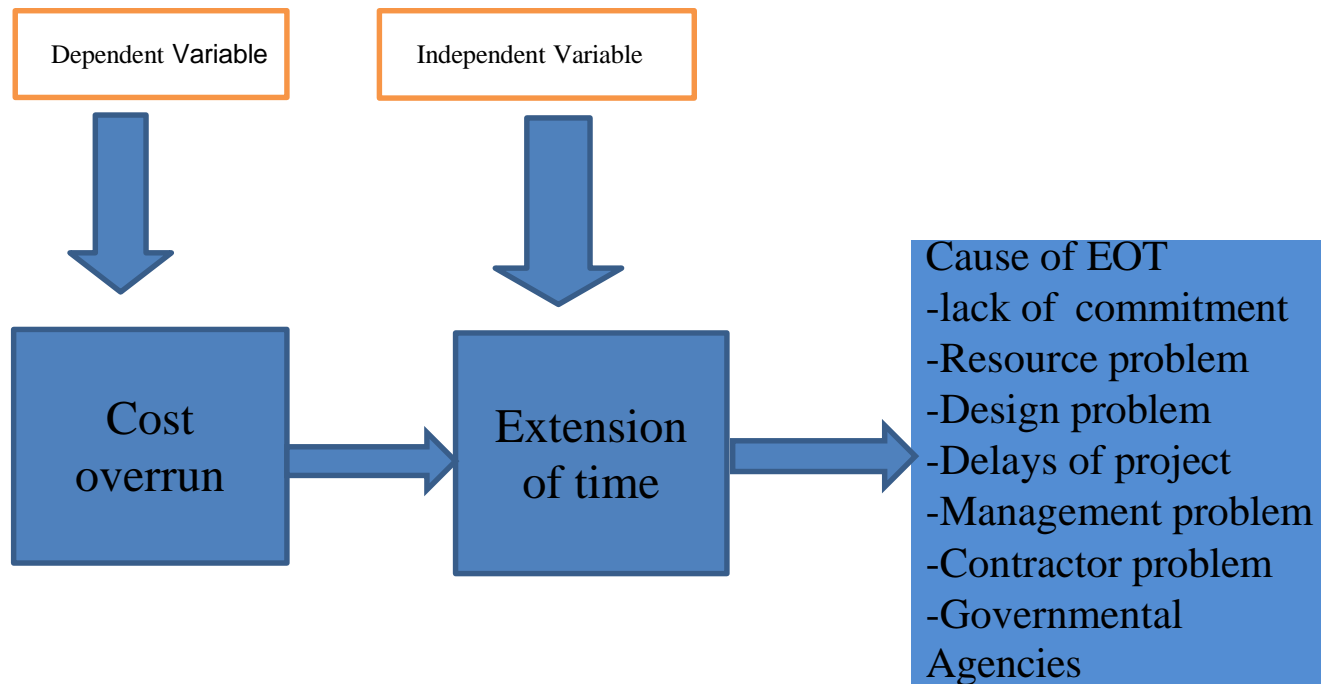 Dependent Variable
Independent Variable
Cost
overrun
Extension
of time
Cause of EOT
-lack of  commitment
-Resource problem
-Design problem
-Delays of project
-Management problem
-Contractor problem
-Governmental
Agencies